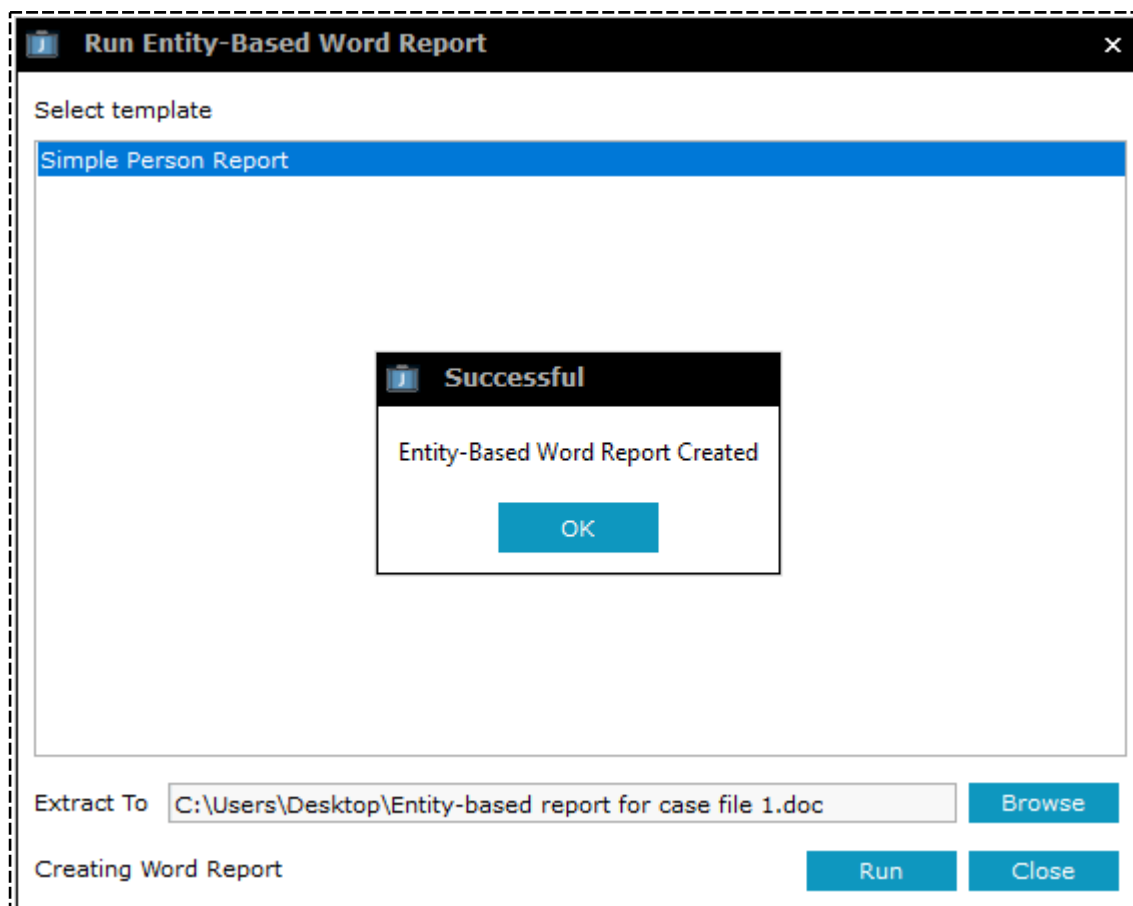 Run Entity-Based Word Report
Select template
Simple Person Report
Successful
Entity-Based Word Report Created
OK
Extract To C:\Users\Desktop\Entity-based report for case file 1.doc Browse
Creating Word Report Run Close